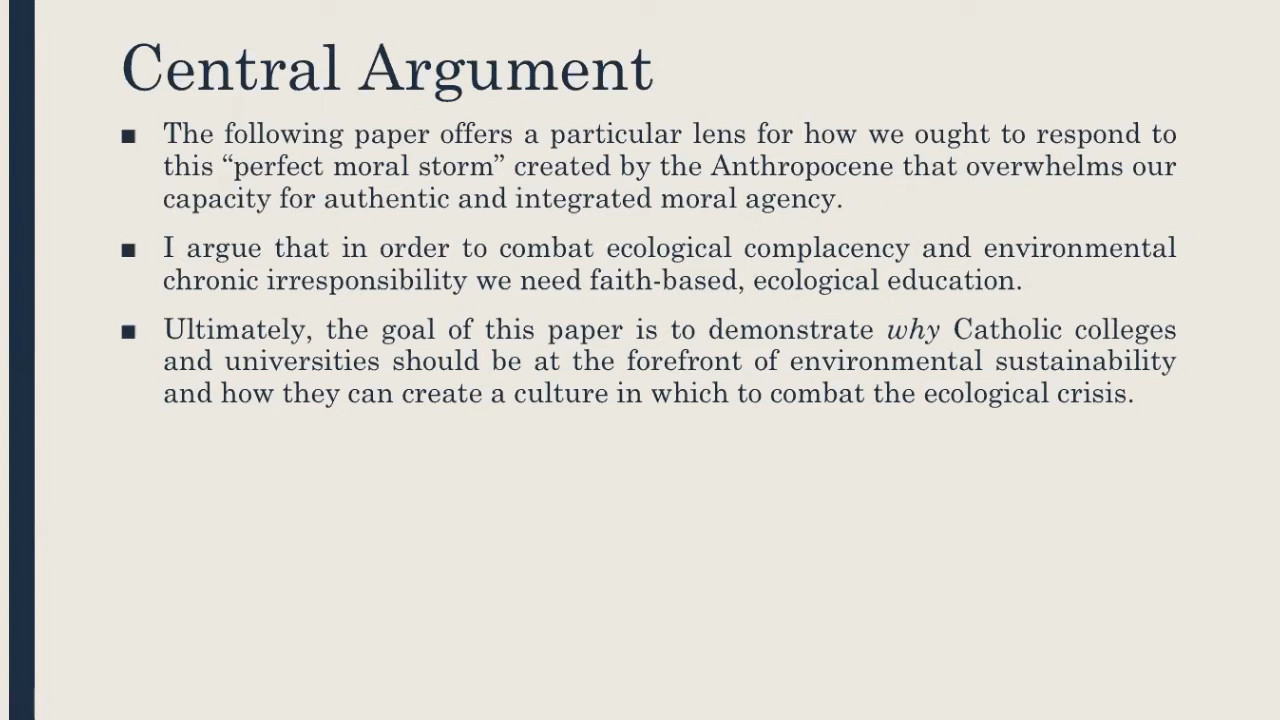 Central Argument
■ The following paper offers a particular lens for how we ought to respond to
this “perfect moral storm” created by the Anthropocene that overwhelms our
capacity for authentic and integrated moral agency.
■ I argue that in order to combat ecological complacency and environmental
chronic irresponsibility we need faith-based, ecological education.
■ Ultimately, the goal of this paper is to demonstrate why Catholic colleges
and universities should be at the forefront of environmental sustainability
and how they can create a culture in which to combat the ecological crisis.